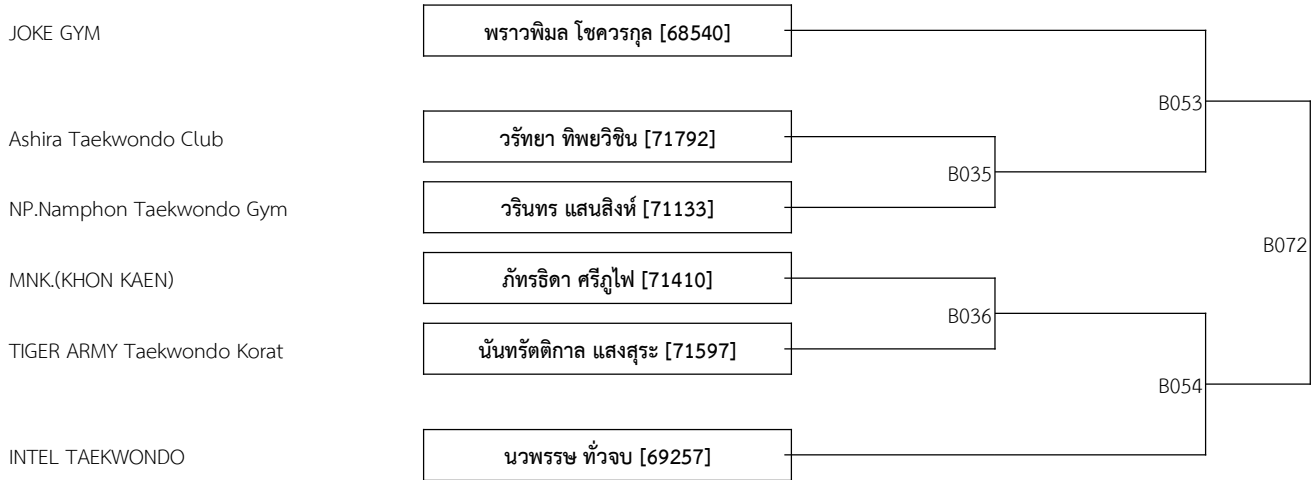 JOKE GYM
พราวพิมล โชควรกุล [68540]
B053
Ashira Taekwondo Club
วรัทยา ทิพยวิชิน [71792]
B035
NP.Namphon Taekwondo Gym
วรินทร แสนสิงห์ [71133]
B072
MNK.(KHON KAEN)
ภัทรธิดา ศรีภูไฟ [71410]
B036
TIGER ARMY Taekwondo Korat
นันทรัตติกาล แสงสุระ [71597]
B054
INTEL TAEKWONDO
นวพรรษ ทั่วจบ [69257]